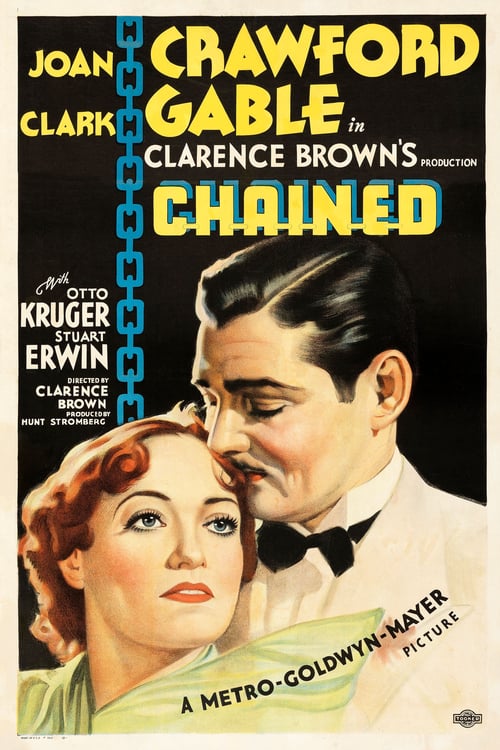 JOAN CRAWFORD
CLARK GABLE in
CLARENCE BROWN'S PRODUCTION
CHAINED
With
OTTO
KRUGER
STUART
ERWIN
DIRECTED BY
CLARENCE
BROWN
PRODUCED BY
HUNT STROMBERG
A METRO-GOLDWYN-MAYER
PICTURE
TOOKER